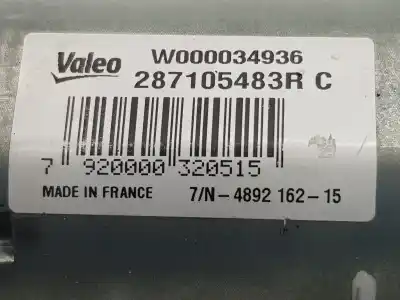 Valeo
W000034936
287105483R C
7 920000 320515
MADE IN FRANCE 7/N-4892 162-15